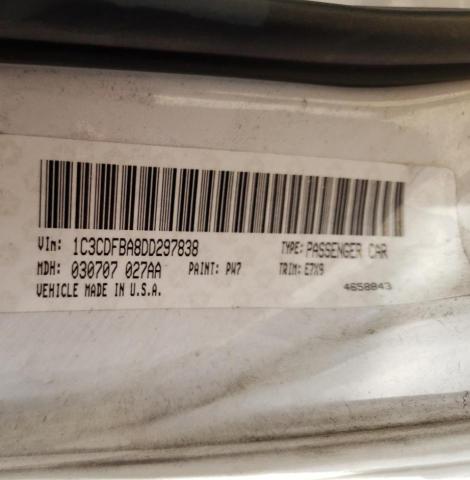 VIN: 1C3CDFBA8DD297838 TYPE: PASSENGER CAR
MDH: 030707 027AA PAINT: PW7 TRIM: E7X9
VEHICLE MADE IN U.S.A. 4658843